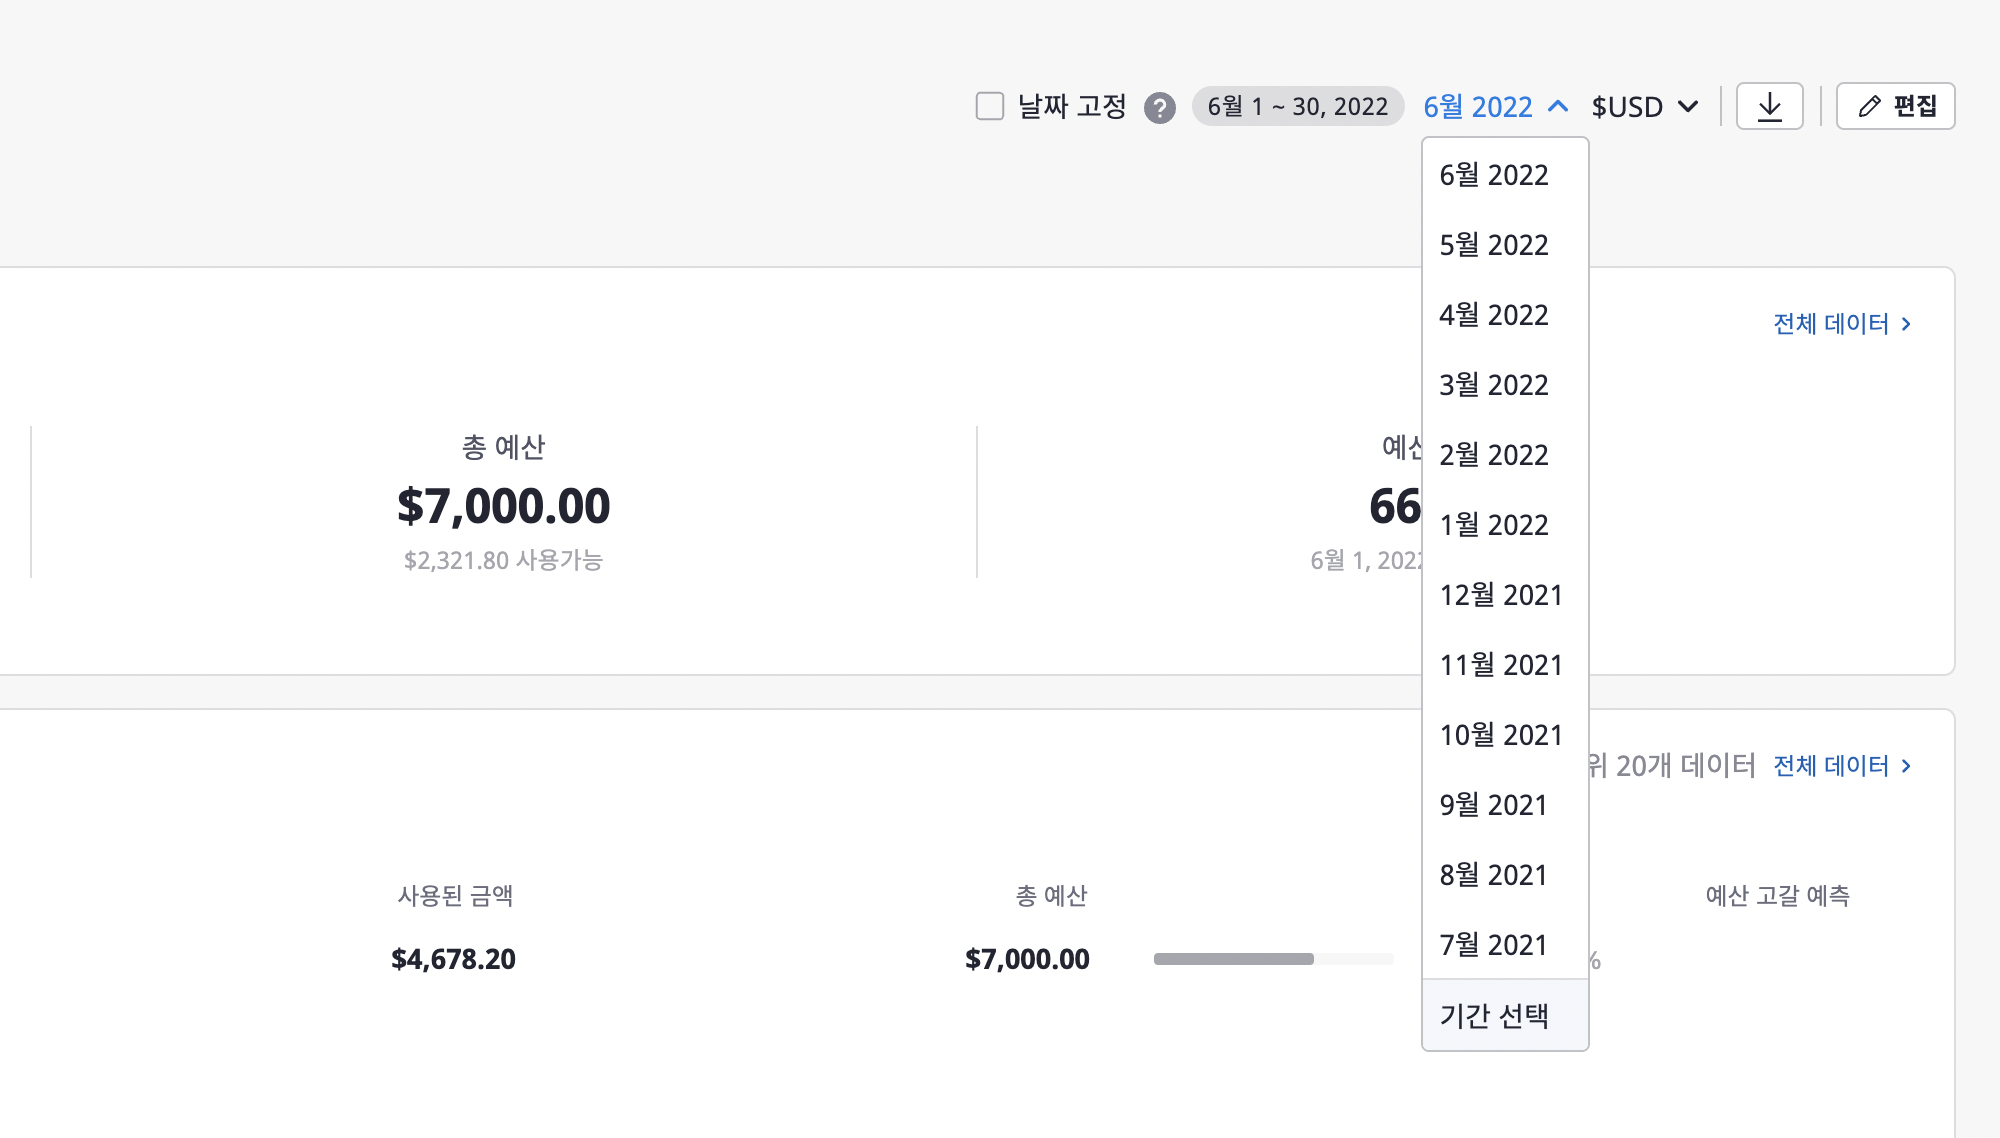 날짜 고정 ? 6월 1 ~ 30, 2022 6월 2022 $USD 편집
6월 2022
5월 2022
4월 2022
3월 2022
2월 2022
1월 2022
12월 2021
11월 2021
10월 2021
9월 2021
8월 2021
7월 2021
기간 선택
전체 데이터
총 예산
$7,000.00
$2,321.80 사용가능
66
6월 1, 2022
20개 데이터 전체 데이터
사용된 금액 총 예산 예산 고갈 예측
$4,678.20 $7,000.00 %